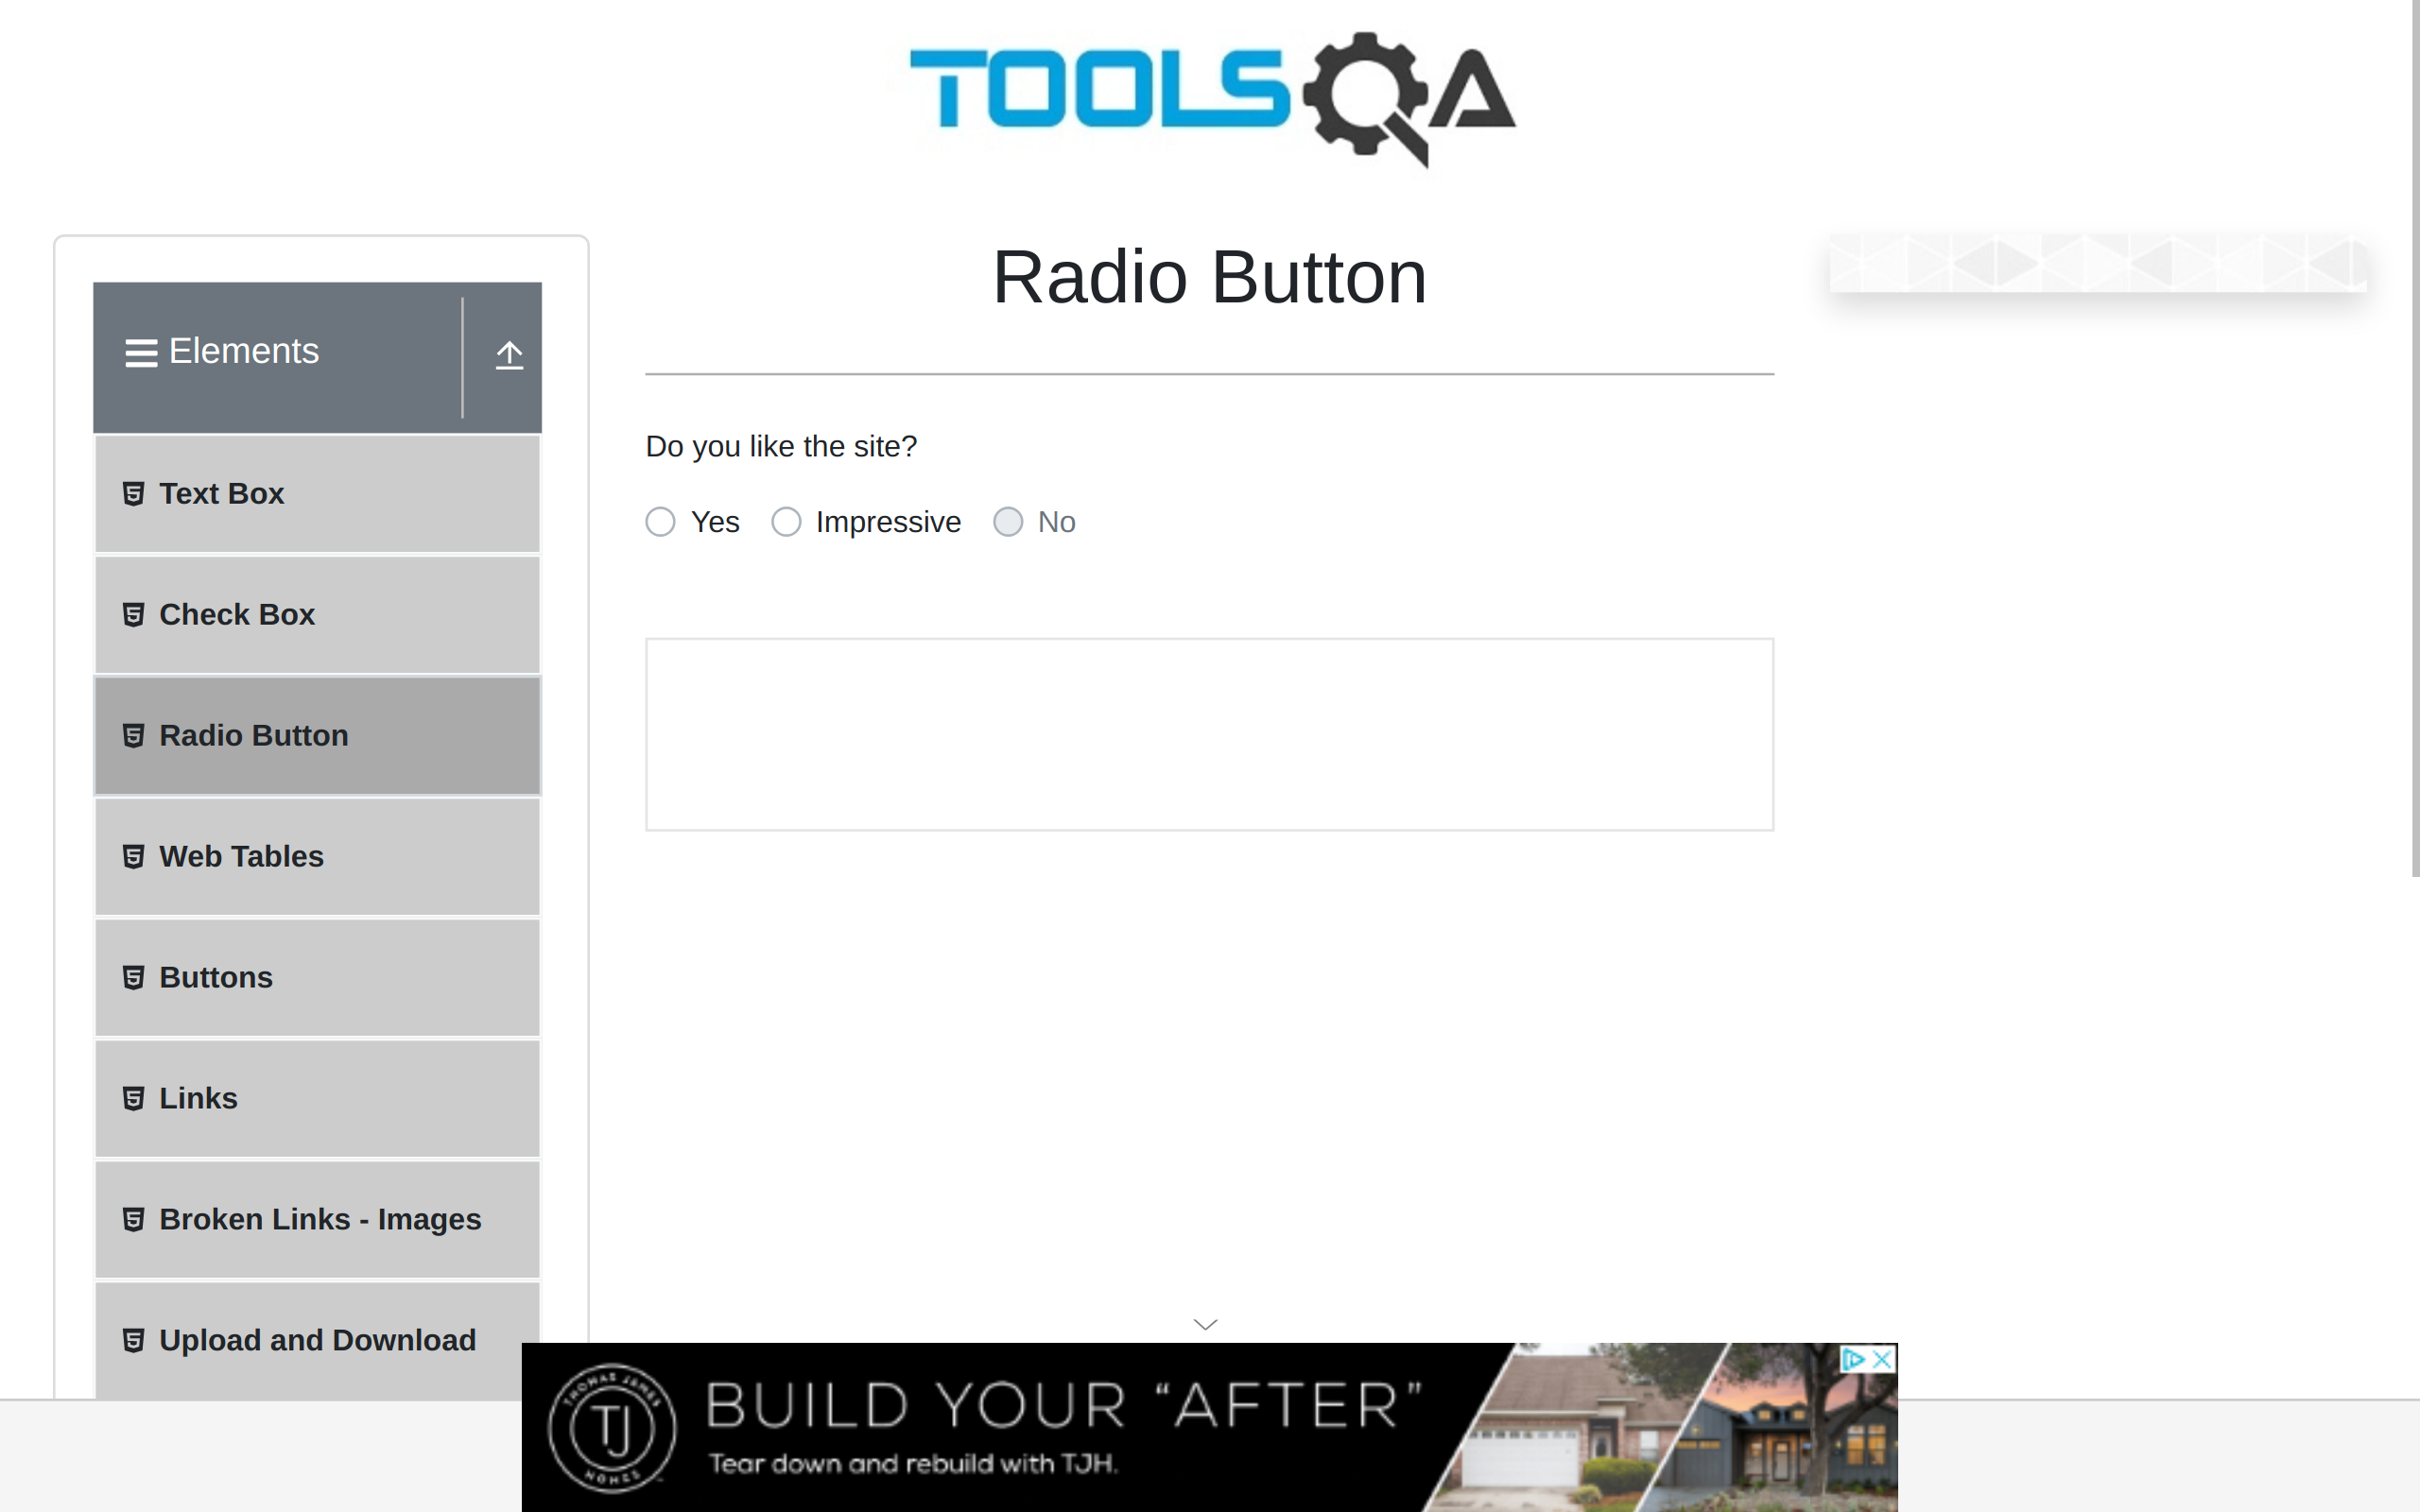 TOOLSQA
Radio Button
Elements
Text Box
Check Box
Radio Button
Web Tables
Buttons
Links
Broken Links - Images
Upload and Download
Do you like the site?
Yes Impressive No
THOMAS JAMES
TJ
HOMES
BUILD YOUR “AFTER”
Tear down and rebuild with TJH.